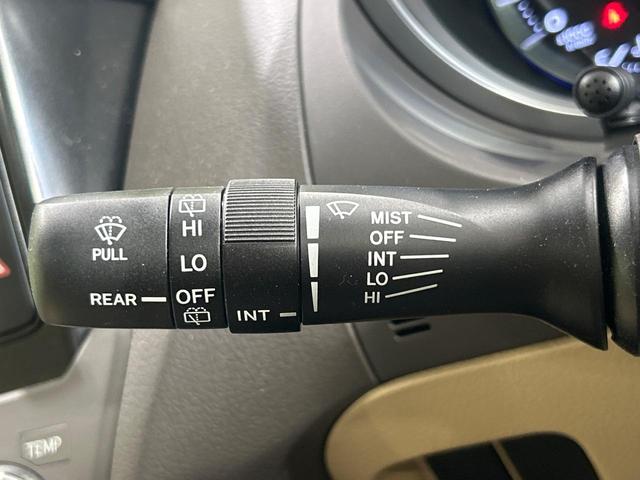 PULL
REAR
HI
LO
OFF
INT
MIST
OFF
INT
LO
HI
TEMP